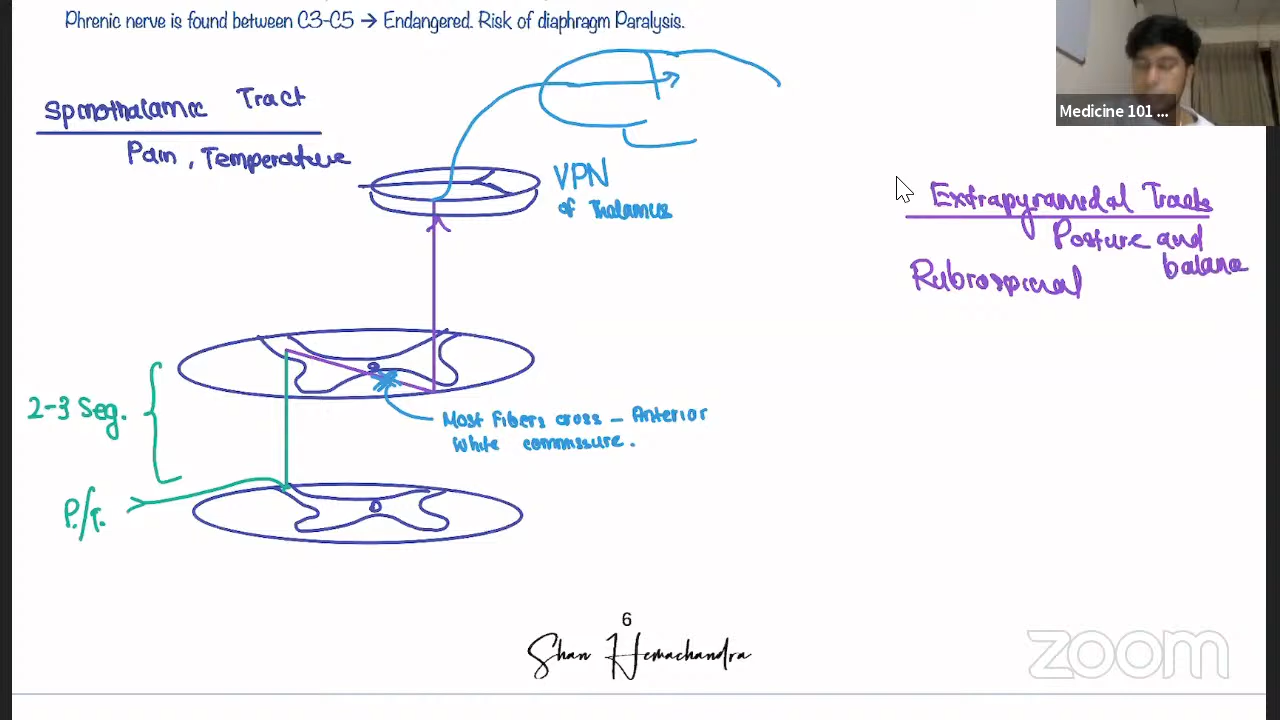 Phrenic nerve is found between C3-C5 → Endangered. Risk of diaphragm Paralysis.
Medicine 101 ...
Spinothalamic Tract
Pain, Temperature
VPN
of Thalamus
Extrapyramidal Tracts
Posture and
balance
Rubrospinal
2-3 Seg.
Most Fibers cross - Anterior
White commissure.
P./T.
6
Shan Hemachandra
zoom